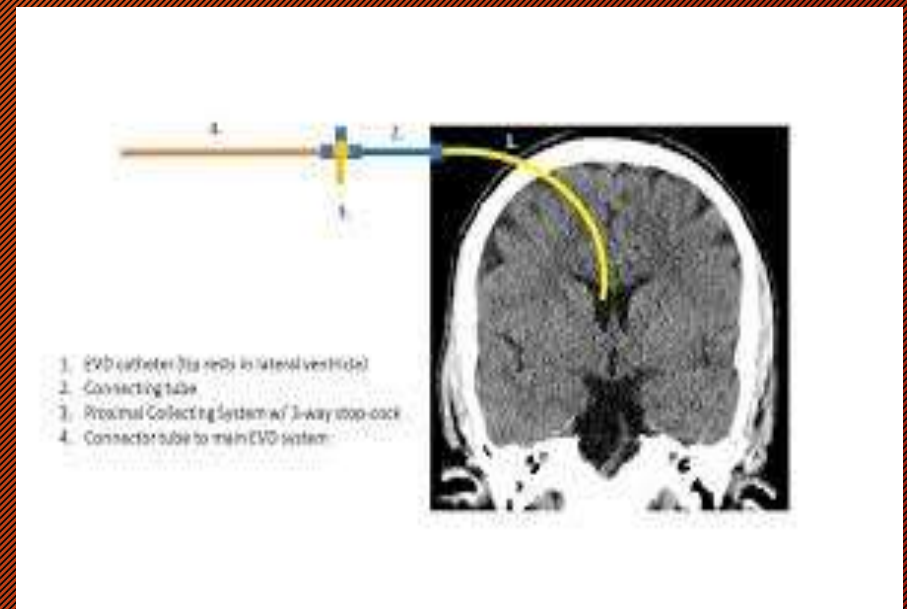 4. 2. 1.
3.
1. EVD catheter (tip rests in lateral ventricle)
2. Connecting tube
3. Proximal Collecting System w/ 3-way stop-cock
4. Connector tube to main EVD system